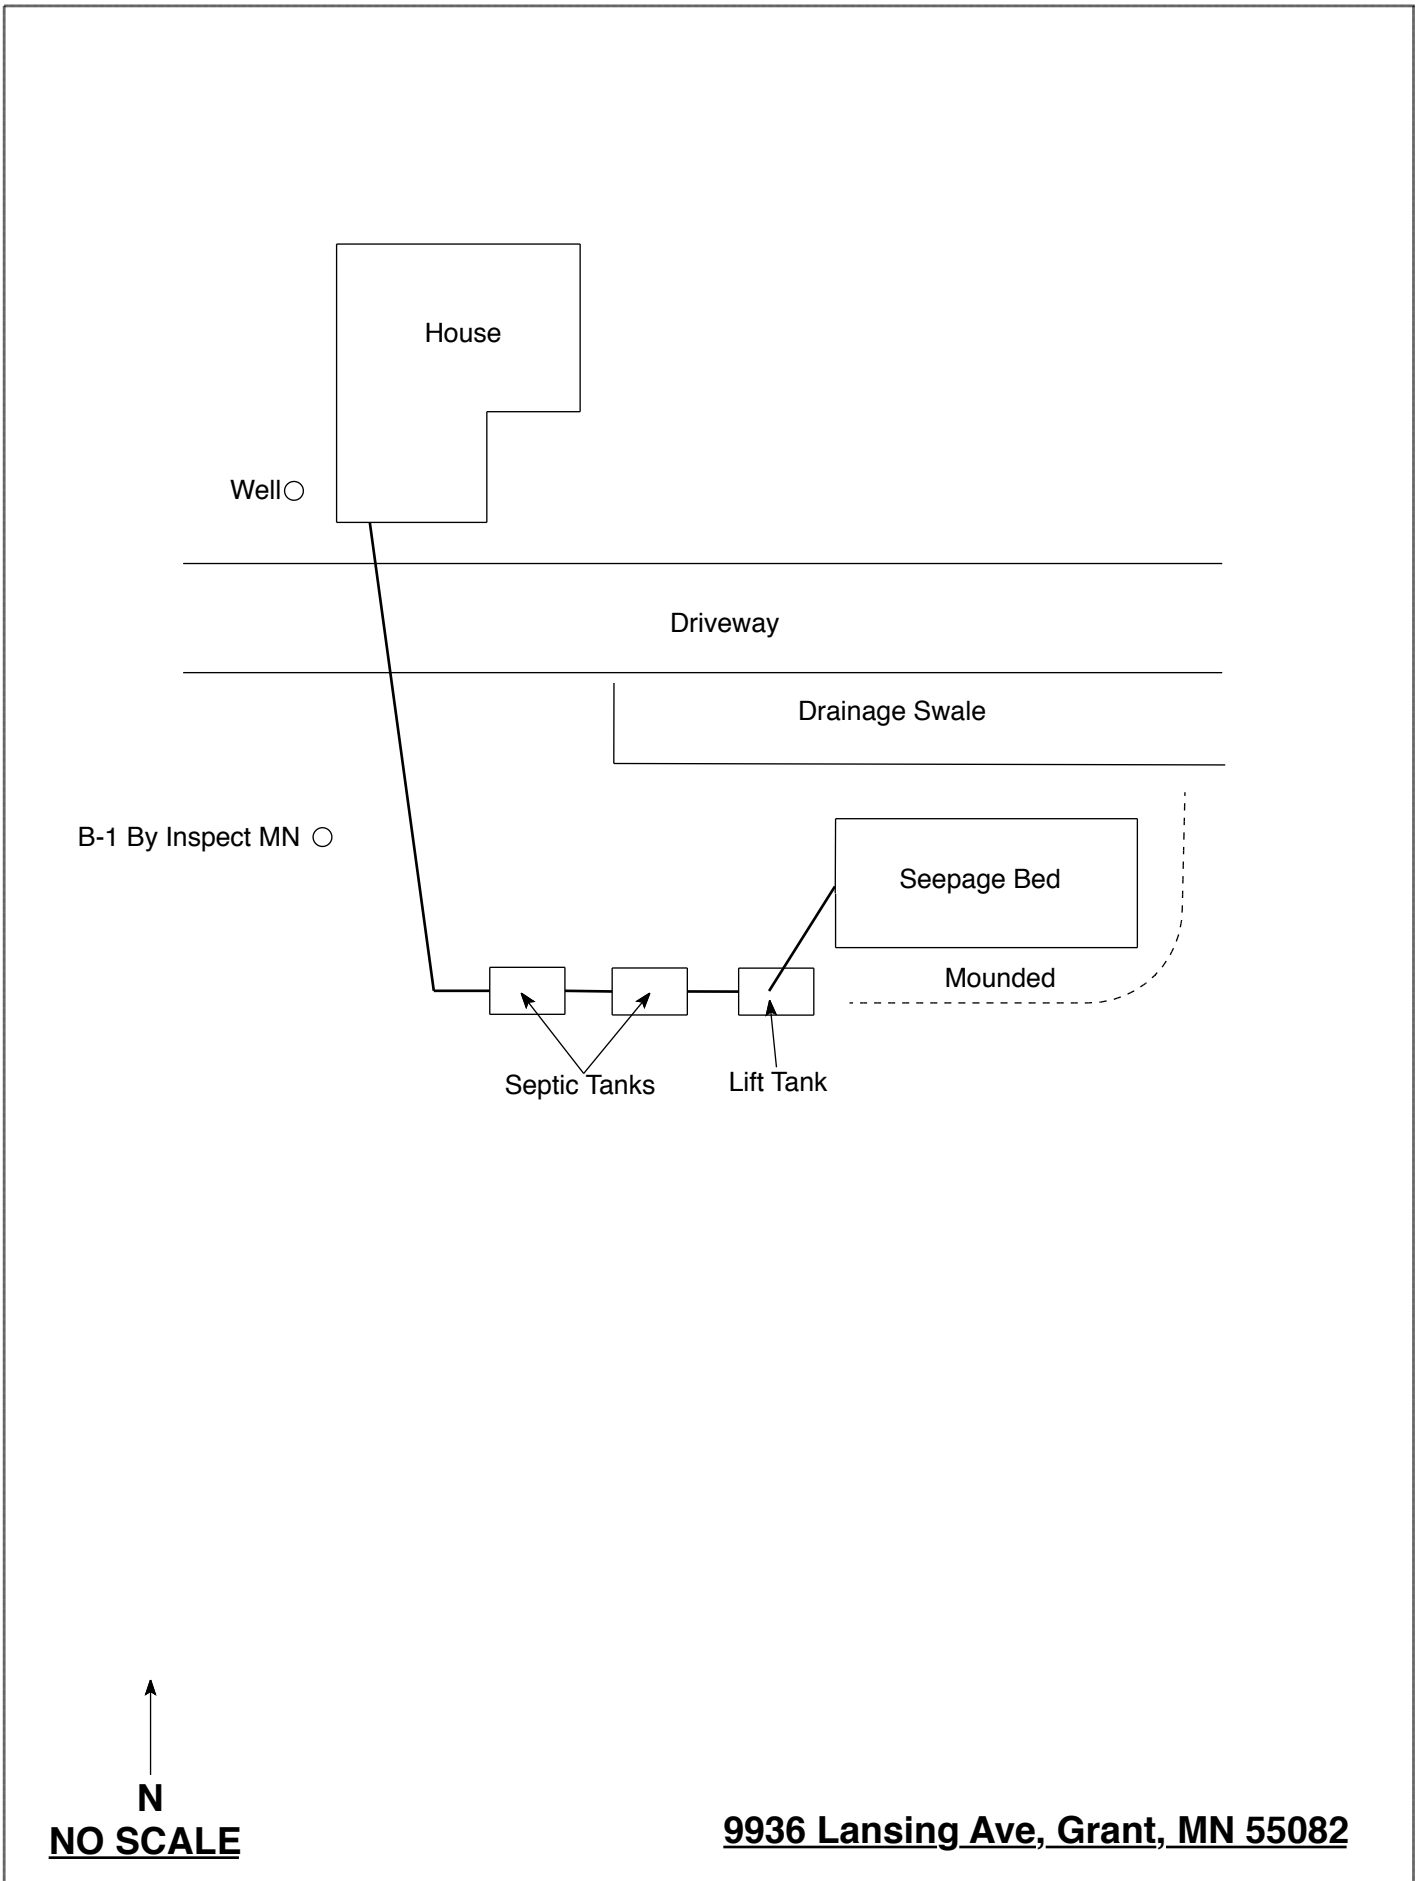 House
Well
Driveway
Drainage Swale
B-1 By Inspect MN
Seepage Bed
Mounded
Septic Tanks
Lift Tank
N
NO SCALE
9936 Lansing Ave, Grant, MN 55082